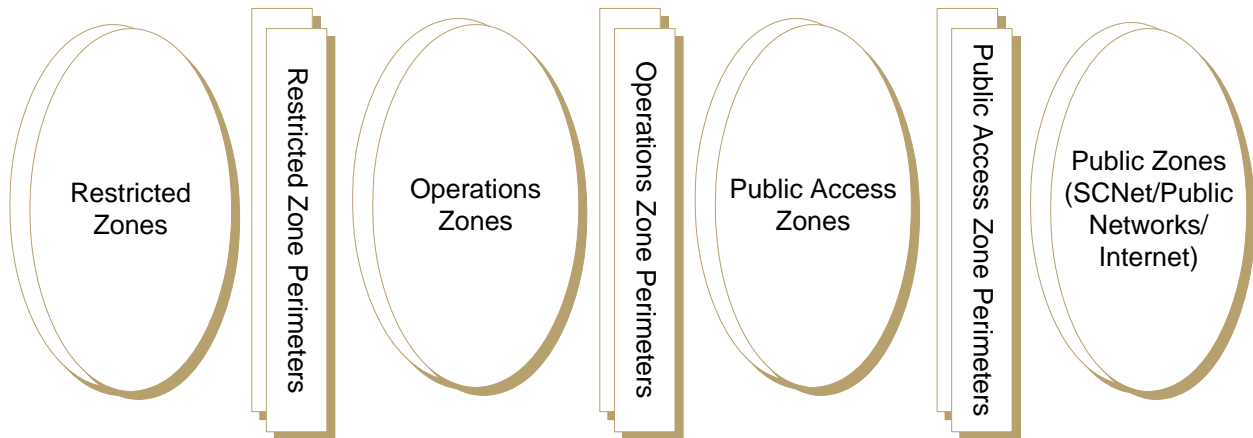 Restricted
Zones
Restricted Zone Perimeters
Operations
Zones
Operations Zone Perimeters
Public Access
Zones
Public Access Zone Perimeters
Public Zones
(SCNet/Public
Networks/
Internet)